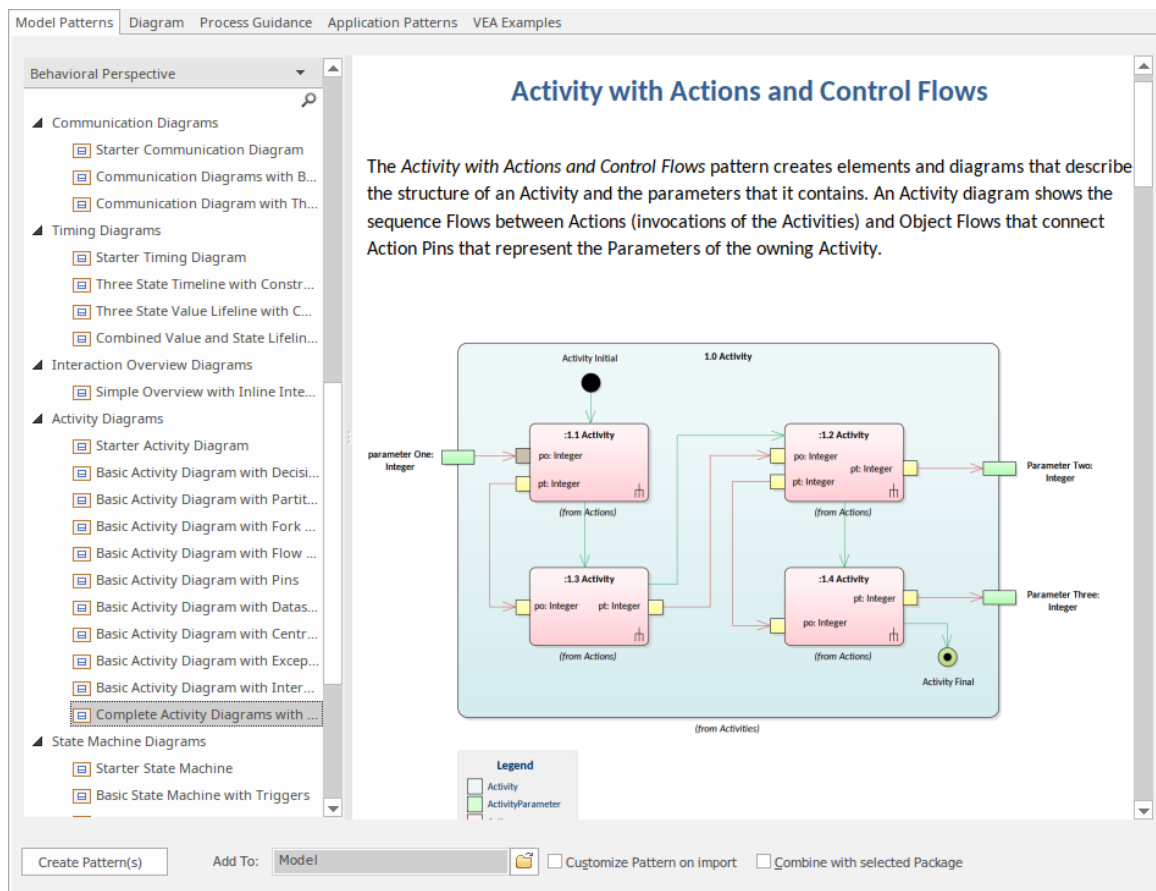 Model Patterns Diagram Process Guidance Application Patterns VEA Examples
Behavioral Perspective
Communication Diagrams
Starter Communication Diagram
Communication Diagrams with B...
Communication Diagram with Th...
Timing Diagrams
Starter Timing Diagram
Three State Timeline with Constr...
Three State Value Lifeline with C...
Combined Value and State Lifelin...
Interaction Overview Diagrams
Simple Overview with Inline Inte...
Activity Diagrams
Starter Activity Diagram
Basic Activity Diagram with Decisi...
Basic Activity Diagram with Partit...
Basic Activity Diagram with Fork ...
Basic Activity Diagram with Flow ...
Basic Activity Diagram with Pins
Basic Activity Diagram with Datas...
Basic Activity Diagram with Centr...
Basic Activity Diagram with Excep...
Basic Activity Diagram with Inter...
Complete Activity Diagrams with ...
State Machine Diagrams
Starter State Machine
Basic State Machine with Triggers
Activity with Actions and Control Flows
The Activity with Actions and Control Flows pattern creates elements and diagrams that describe
the structure of an Activity and the parameters that it contains. An Activity diagram shows the
sequence Flows between Actions (invocations of the Activities) and Object Flows that connect
Action Pins that represent the Parameters of the owning Activity.
Activity Initial
1.0 Activity
parameter One:
Integer
:1.1 Activity
po: Integer
pt: Integer
(from Actions)
:1.2 Activity
po: Integer
pt: Integer
pt: Integer
(from Actions)
Parameter Two:
Integer
:1.3 Activity
po: Integer pt: Integer
(from Actions)
:1.4 Activity
pt: Integer
po: Integer
(from Actions)
Parameter Three:
Integer
Activity Final
(from Activities)
Legend
Activity
ActivityParameter
Create Pattern(s) Add To: Model Customize Pattern on import Combine with selected Package